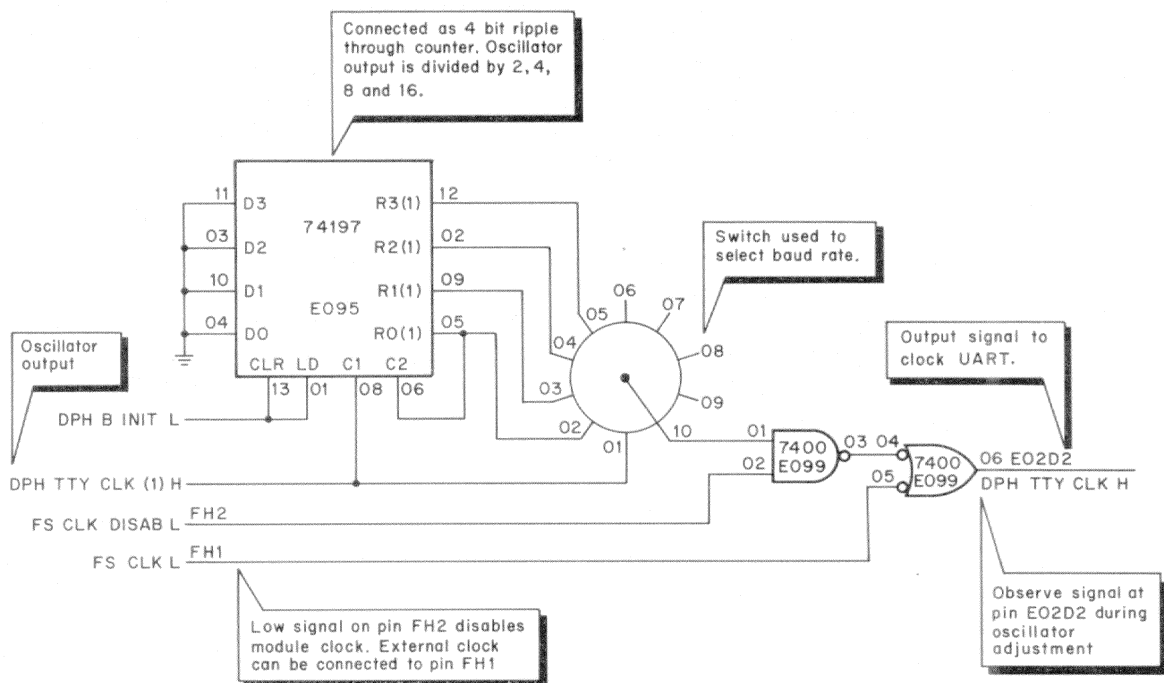 Connected as 4 bit ripple
through counter. Oscillator
output is divided by 2, 4,
8 and 16.
11 D3 R3(1) 12
74197
03 D2 R2(1) 02
10 D1 R1(1) 09
E095
04 D0 R0(1) 05
CLR LD C1 C2
13 01 08 06
Switch used to
select baud rate.
01
02
03
04
05
06
07
08
09
10
Oscillator
output
DPH B INIT L
DPH TTY CLK (1) H
FS CLK DISAB L FH2
FS CLK L FH1
01
02
7400
E099
03 04
05
7400
E099
06 E02D2
DPH TTY CLK H
Output signal to
clock UART.
Low signal on pin FH2 disables
module clock. External clock
can be connected to pin FH1
Observe signal at
pin E02D2 during
oscillator
adjustment